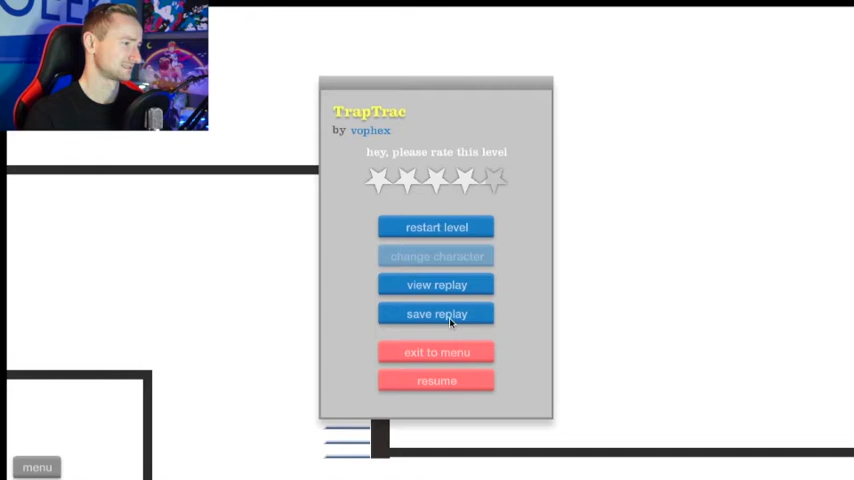 TrapTrac
by vophex
hey, please rate this level
restart level
change character
view replay
save replay
exit to menu
resume
menu